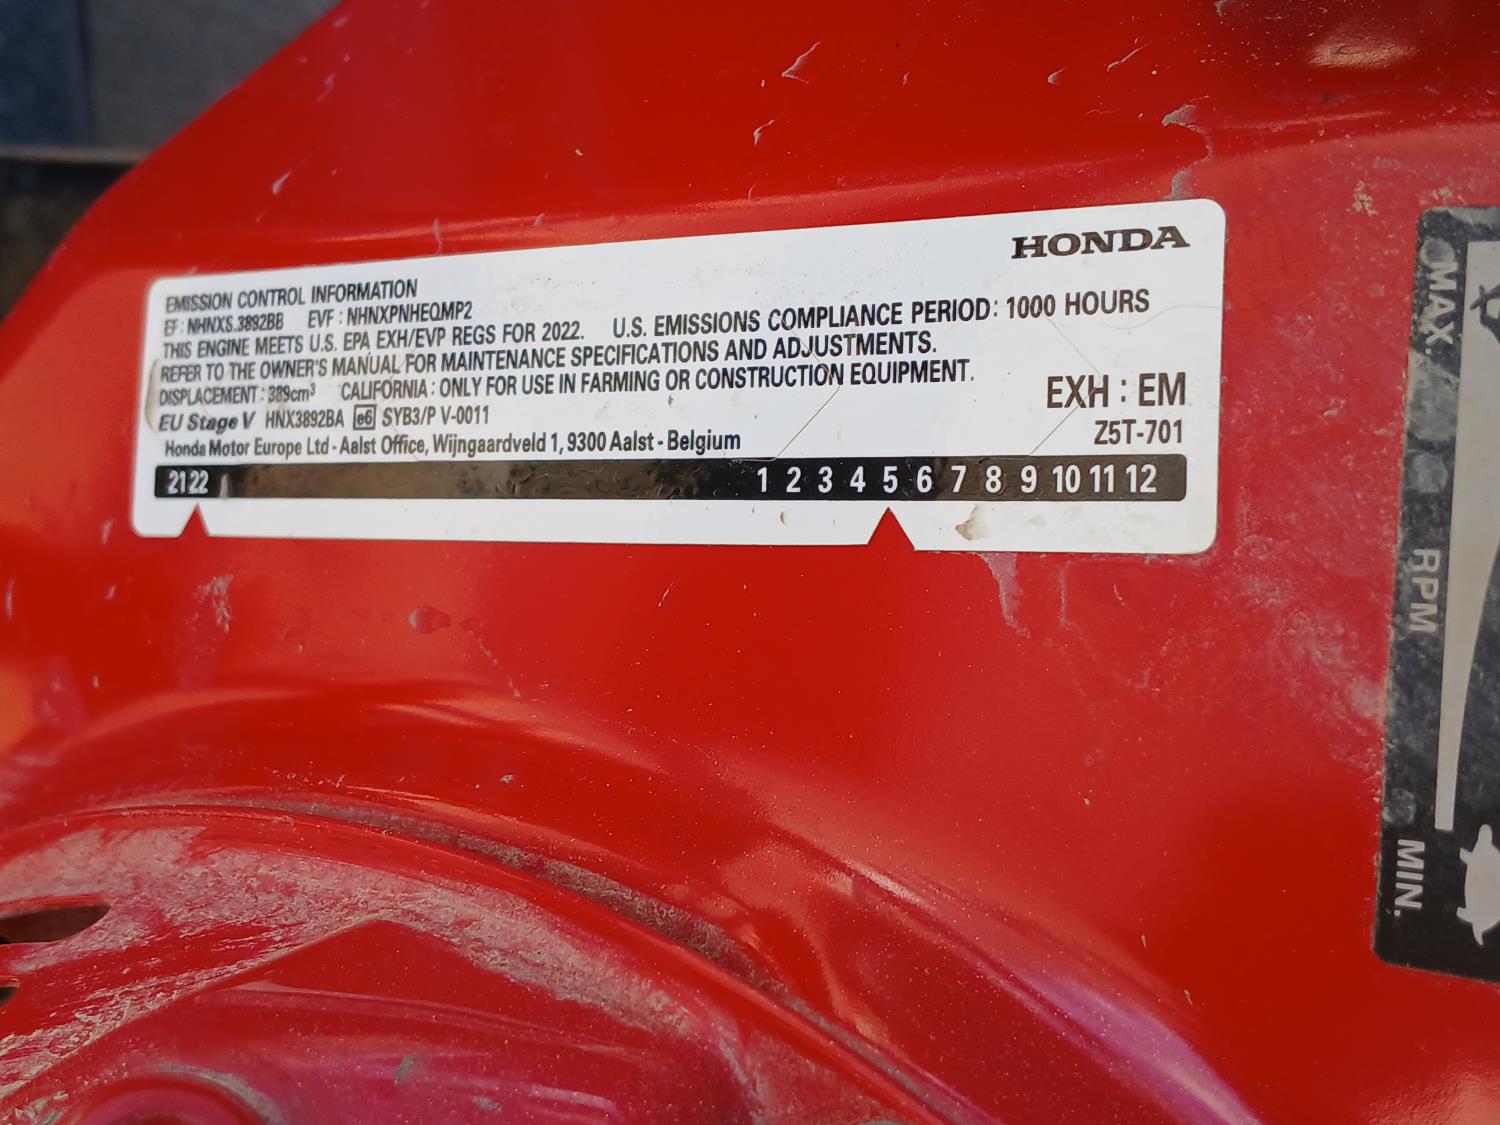 HONDA
EMISSION CONTROL INFORMATION
EF : NHNXS.3892BB EVF : NHNXPNHEQMP2
THIS ENGINE MEETS U.S. EPA EXH/EVP REGS FOR 2022. U.S. EMISSIONS COMPLIANCE PERIOD: 1000 HOURS
REFER TO THE OWNER'S MANUAL FOR MAINTENANCE SPECIFICATIONS AND ADJUSTMENTS.
DISPLACEMENT : 389cm³ CALIFORNIA : ONLY FOR USE IN FARMING OR CONSTRUCTION EQUIPMENT.
EXH : EM
EU Stage V HNX3892BA e6 SYB3/P V-0011
Z5T-701
Honda Motor Europe Ltd - Aalst Office, Wijngaardveld 1, 9300 Aalst - Belgium
21 22 1 2 3 4 5 6 7 8 9 10 11 12
MAX.
RPM
MIN.